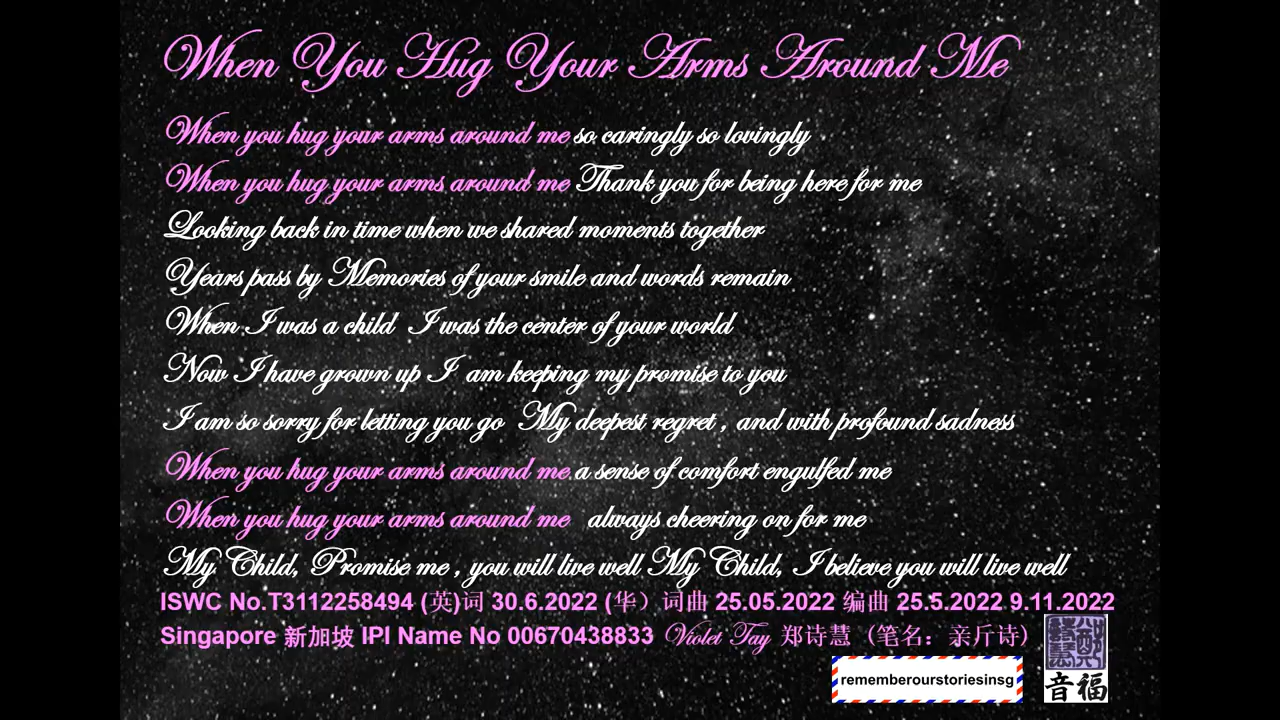 When You Hug Your Arms Around Me
When you hug your arms around me so caringly so lovingly
When you hug your arms around me Thank you for being here for me
Looking back in time when we shared moments together
Years pass by Memories of your smile and words remain
When I was a child I was the center of your world
Now I have grown up I am keeping my promise to you
I am so sorry for letting you go My deepest regret , and with profound sadness
When you hug your arms around me a sense of comfort engulfed me
When you hug your arms around me always cheering on for me
My Child, Promise me , you will live well My Child, I believe you will live well
ISWC No.T3112258494 (英)词 30.6.2022 (华）词曲 25.05.2022 编曲 25.5.2022 9.11.2022
Singapore 新加坡 IPI Name No 00670438833 Violet Tay 郑诗慧（笔名：亲斤诗）
rememberourstoriesinsg
音福